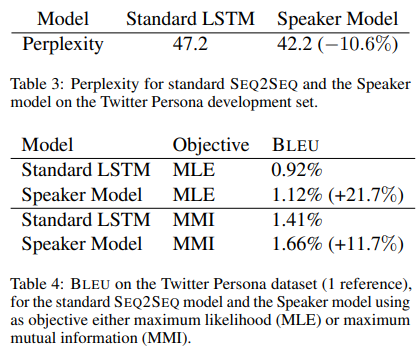 Model Standard LSTM Speaker Model
Perplexity 47.2 42.2 (−10.6%)
Table 3: Perplexity for standard SEQ2SEQ and the Speaker
model on the Twitter Persona development set.
Model Objective BLEU
Standard LSTM MLE 0.92%
Speaker Model MLE 1.12% (+21.7%)
Standard LSTM MMI 1.41%
Speaker Model MMI 1.66% (+11.7%)
Table 4: BLEU on the Twitter Persona dataset (1 reference),
for the standard SEQ2SEQ model and the Speaker model using
as objective either maximum likelihood (MLE) or maximum
mutual information (MMI).